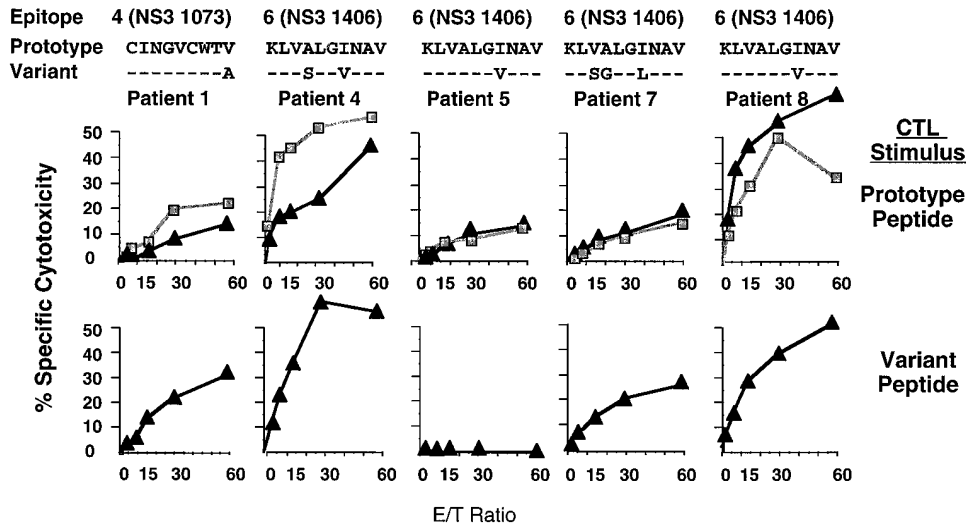 Epitope 4 (NS3 1073) 6 (NS3 1406) 6 (NS3 1406) 6 (NS3 1406) 6 (NS3 1406)
Prototype CINGVCWTV KLVALGINAV KLVALGINAV KLVALGINAV KLVALGINAV
Variant --------A ---S--V--- ------V--- --SG--L--- ------V---
Patient 1 Patient 4 Patient 5 Patient 7 Patient 8
% Specific Cytotoxicity
50
40
30
20
10
0
0 15 30 60 0 15 30 60 0 15 30 60 0 15 30 60 0 15 30 60
CTL
Stimulus
Prototype
Peptide
50
40
30
20
10
0
0 15 30 60 0 15 30 60 0 15 30 60 0 15 30 60 0 15 30 60
Variant
Peptide
E/T Ratio